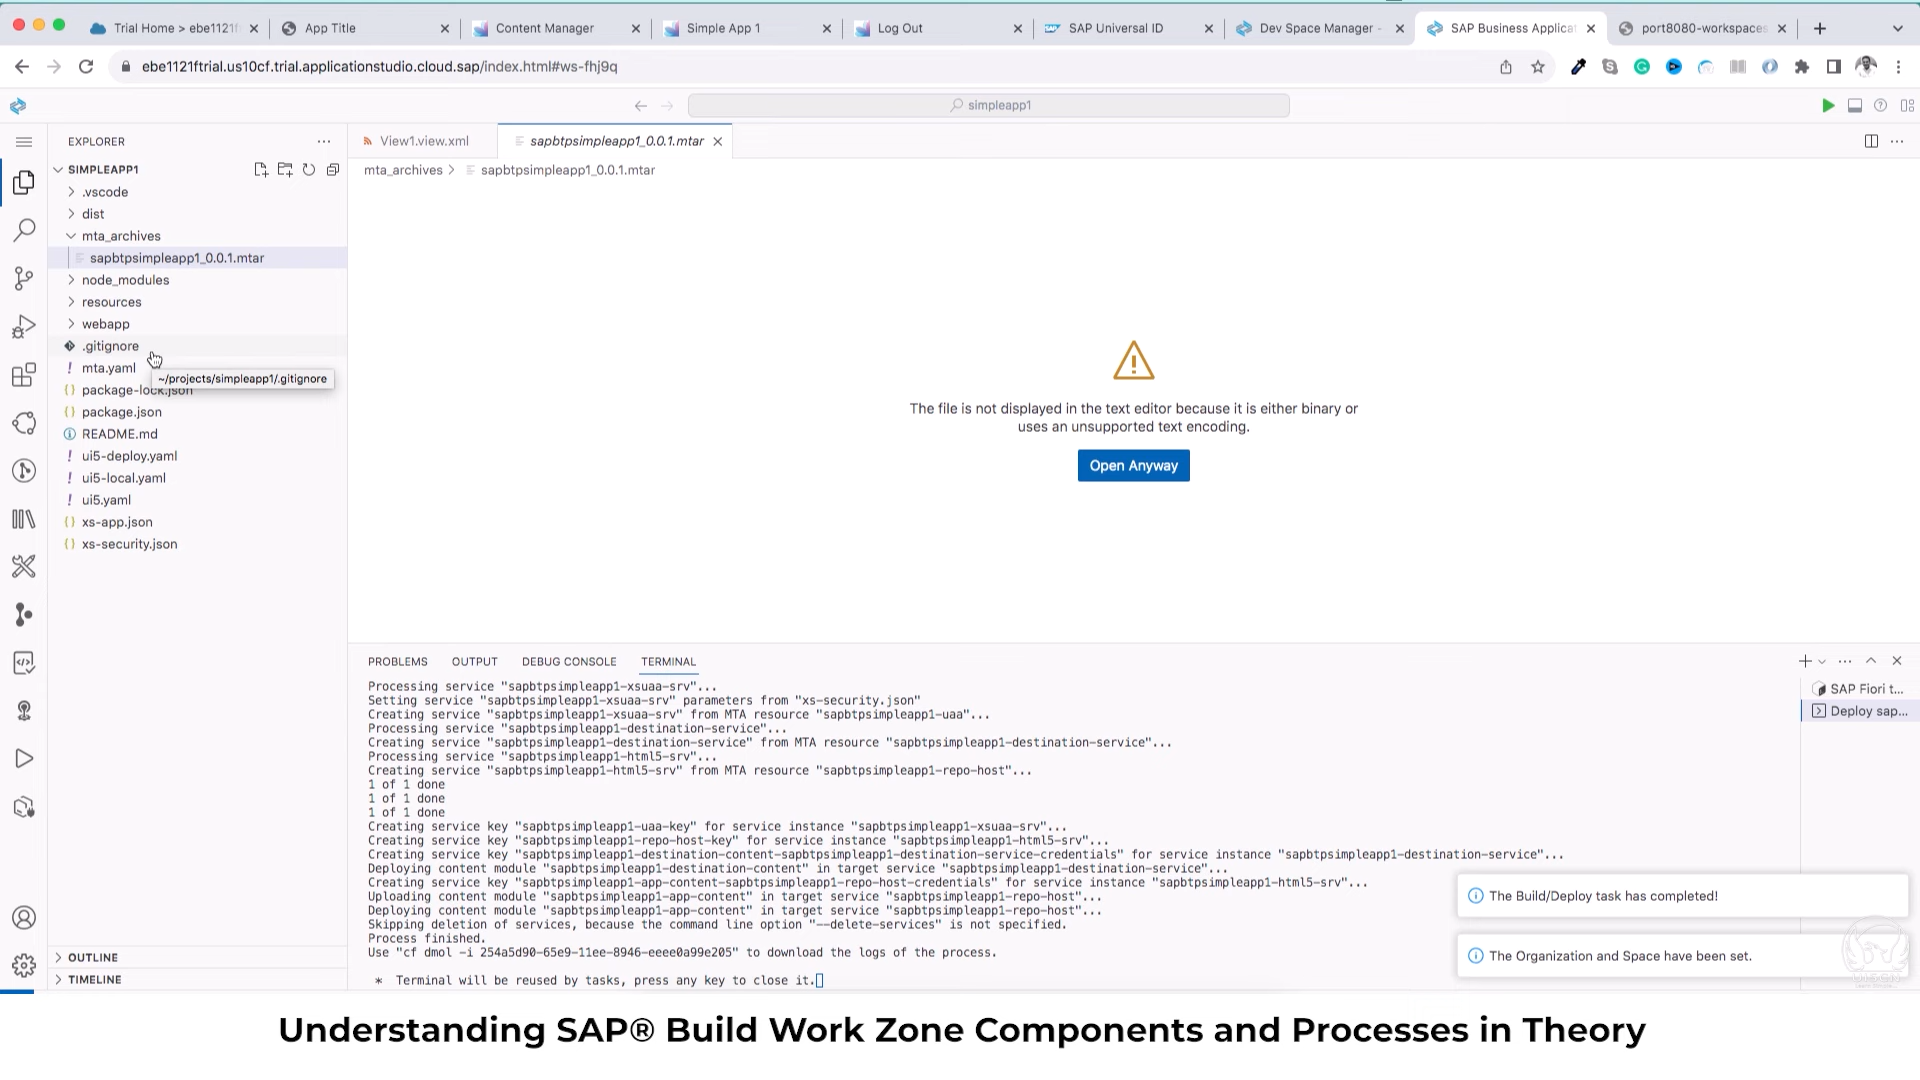 Trial Home > ebe1121f
App Title
Content Manager
Simple App 1
Log Out
SAP Universal ID
Dev Space Manager -
SAP Business Applicat
port8080-workspaces
ebe1121ftrial.us10cf.trial.applicationstudio.cloud.sap/index.html#ws-fhj9q
simpleapp1
EXPLORER
View1.view.xml
sapbtpsimpleapp1_0.0.1.mtar
SIMPLEAPP1
mta_archives > sapbtpsimpleapp1_0.0.1.mtar
.vscode
dist
mta_archives
sapbtpsimpleapp1_0.0.1.mtar
node_modules
resources
webapp
.gitignore
mta.yaml
~/projects/simpleapp1/.gitignore
package-lock.json
package.json
README.md
ui5-deploy.yaml
ui5-local.yaml
ui5.yaml
xs-app.json
xs-security.json
OUTLINE
TIMELINE
The file is not displayed in the text editor because it is either binary or
uses an unsupported text encoding.
Open Anyway
PROBLEMS OUTPUT DEBUG CONSOLE TERMINAL
Processing service "sapbtpsimpleapp1-xsuaa-srv"...
Setting service "sapbtpsimpleapp1-xsuaa-srv" parameters from "xs-security.json"
Creating service "sapbtpsimpleapp1-xsuaa-srv" from MTA resource "sapbtpsimpleapp1-uaa"...
Processing service "sapbtpsimpleapp1-destination-service"...
Creating service "sapbtpsimpleapp1-destination-service" from MTA resource "sapbtpsimpleapp1-destination-service"...
Processing service "sapbtpsimpleapp1-html5-srv"...
Creating service "sapbtpsimpleapp1-html5-srv" from MTA resource "sapbtpsimpleapp1-repo-host"...
1 of 1 done
1 of 1 done
1 of 1 done
Creating service key "sapbtpsimpleapp1-uaa-key" for service instance "sapbtpsimpleapp1-xsuaa-srv"...
Creating service key "sapbtpsimpleapp1-repo-host-key" for service instance "sapbtpsimpleapp1-html5-srv"...
Creating service key "sapbtpsimpleapp1-destination-content-sapbtpsimpleapp1-destination-service-credentials" for service instance "sapbtpsimpleapp1-destination-service"...
Deploying content module "sapbtpsimpleapp1-destination-content" in target service "sapbtpsimpleapp1-destination-service"...
Creating service key "sapbtpsimpleapp1-app-content-sapbtpsimpleapp1-repo-host-credentials" for service instance "sapbtpsimpleapp1-html5-srv"...
Uploading content module "sapbtpsimpleapp1-app-content" in target service "sapbtpsimpleapp1-repo-host"...
Deploying content module "sapbtpsimpleapp1-app-content" in target service "sapbtpsimpleapp1-repo-host"...
Skipping deletion of services, because the command line option "--delete-services" is not specified.
Process finished.
Use "cf dmol -i 254a5d90-65e9-11ee-8946-eeee0a99e205" to download the logs of the process.
* Terminal will be reused by tasks, press any key to close it.
SAP Fiori t...
Deploy sap...
The Build/Deploy task has completed!
The Organization and Space have been set.
Understanding SAP® Build Work Zone Components and Processes in Theory